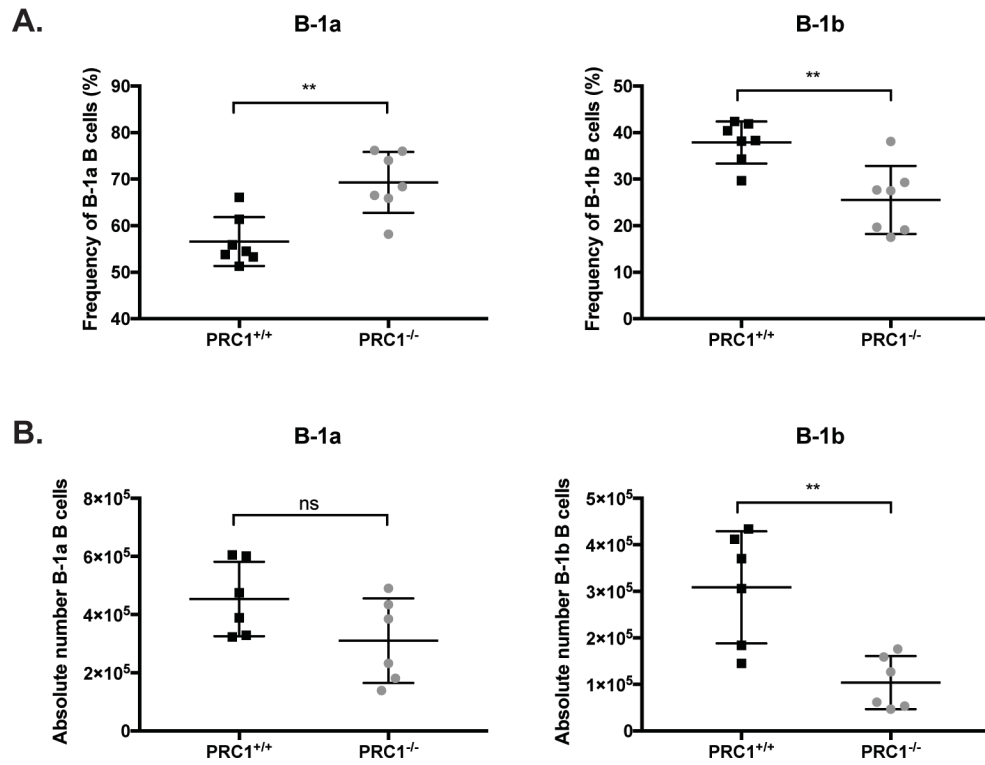 A.
B-1a
Frequency of B-1a B cells (%)
90
80
70
60
50
40
**
PRC1+/+
PRC1-/-
B-1b
Frequency of B-1b B cells (%)
50
40
30
20
10
0
**
PRC1+/+
PRC1-/-
B.
B-1a
Absolute number B-1a B cells
8×10⁵
6×10⁵
4×10⁵
2×10⁵
0
ns
PRC1+/+
PRC1-/-
B-1b
Absolute number B-1b B cells
5×10⁵
4×10⁵
3×10⁵
2×10⁵
1×10⁵
0
**
PRC1+/+
PRC1-/-